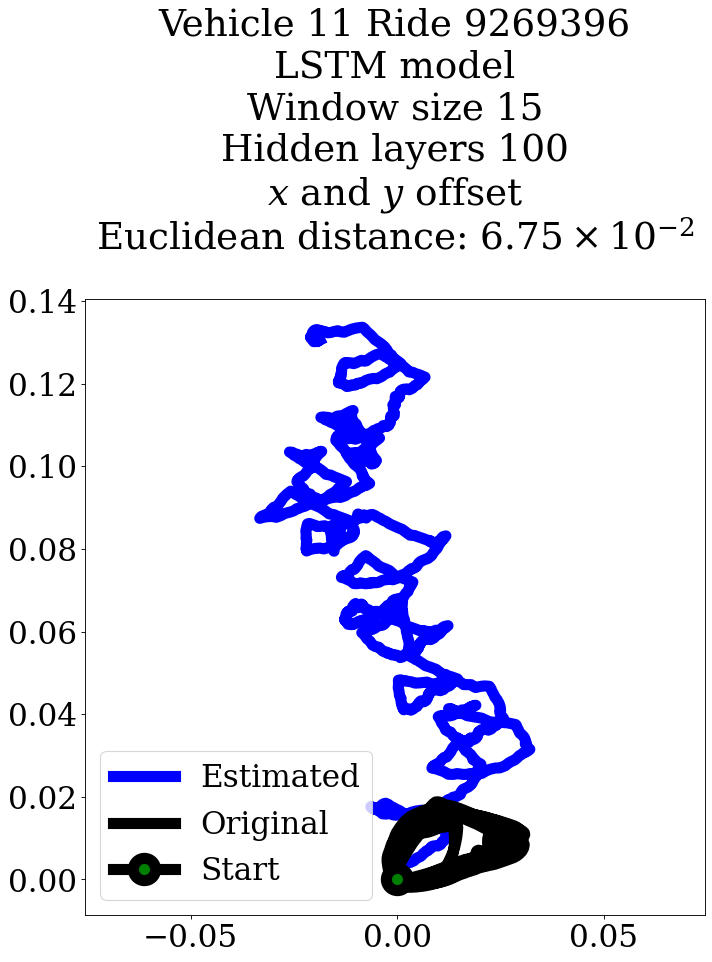 Vehicle 11 Ride 9269396
LSTM model
Window size 15
Hidden layers 100
x and y offset
Euclidean distance: 6.75 × 10⁻²
0.14
0.12
0.10
0.08
0.06
0.04
0.02
0.00
Estimated
Original
Start
−0.05
0.00
0.05